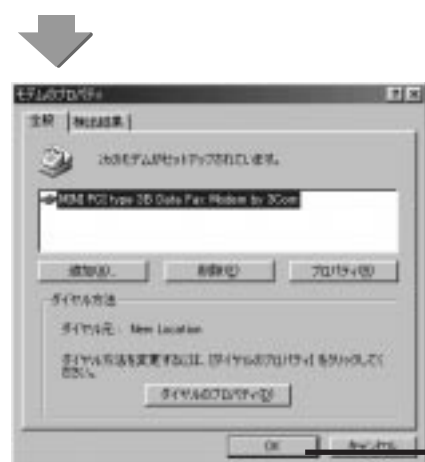 モデムのプロパティ
全般 検出結果
次のモデムがセットアップされています。
MINI PCI type 3B Data Fax Modem by 3Com
追加(A)... 削除(E) プロパティ(R)
ダイヤル方法
ダイヤル元: New Location
ダイヤル方法を変更するには、[ダイヤルのプロパティ] をクリックしてく
ださい。
ダイヤルのプロパティ(D)
OK キャンセル